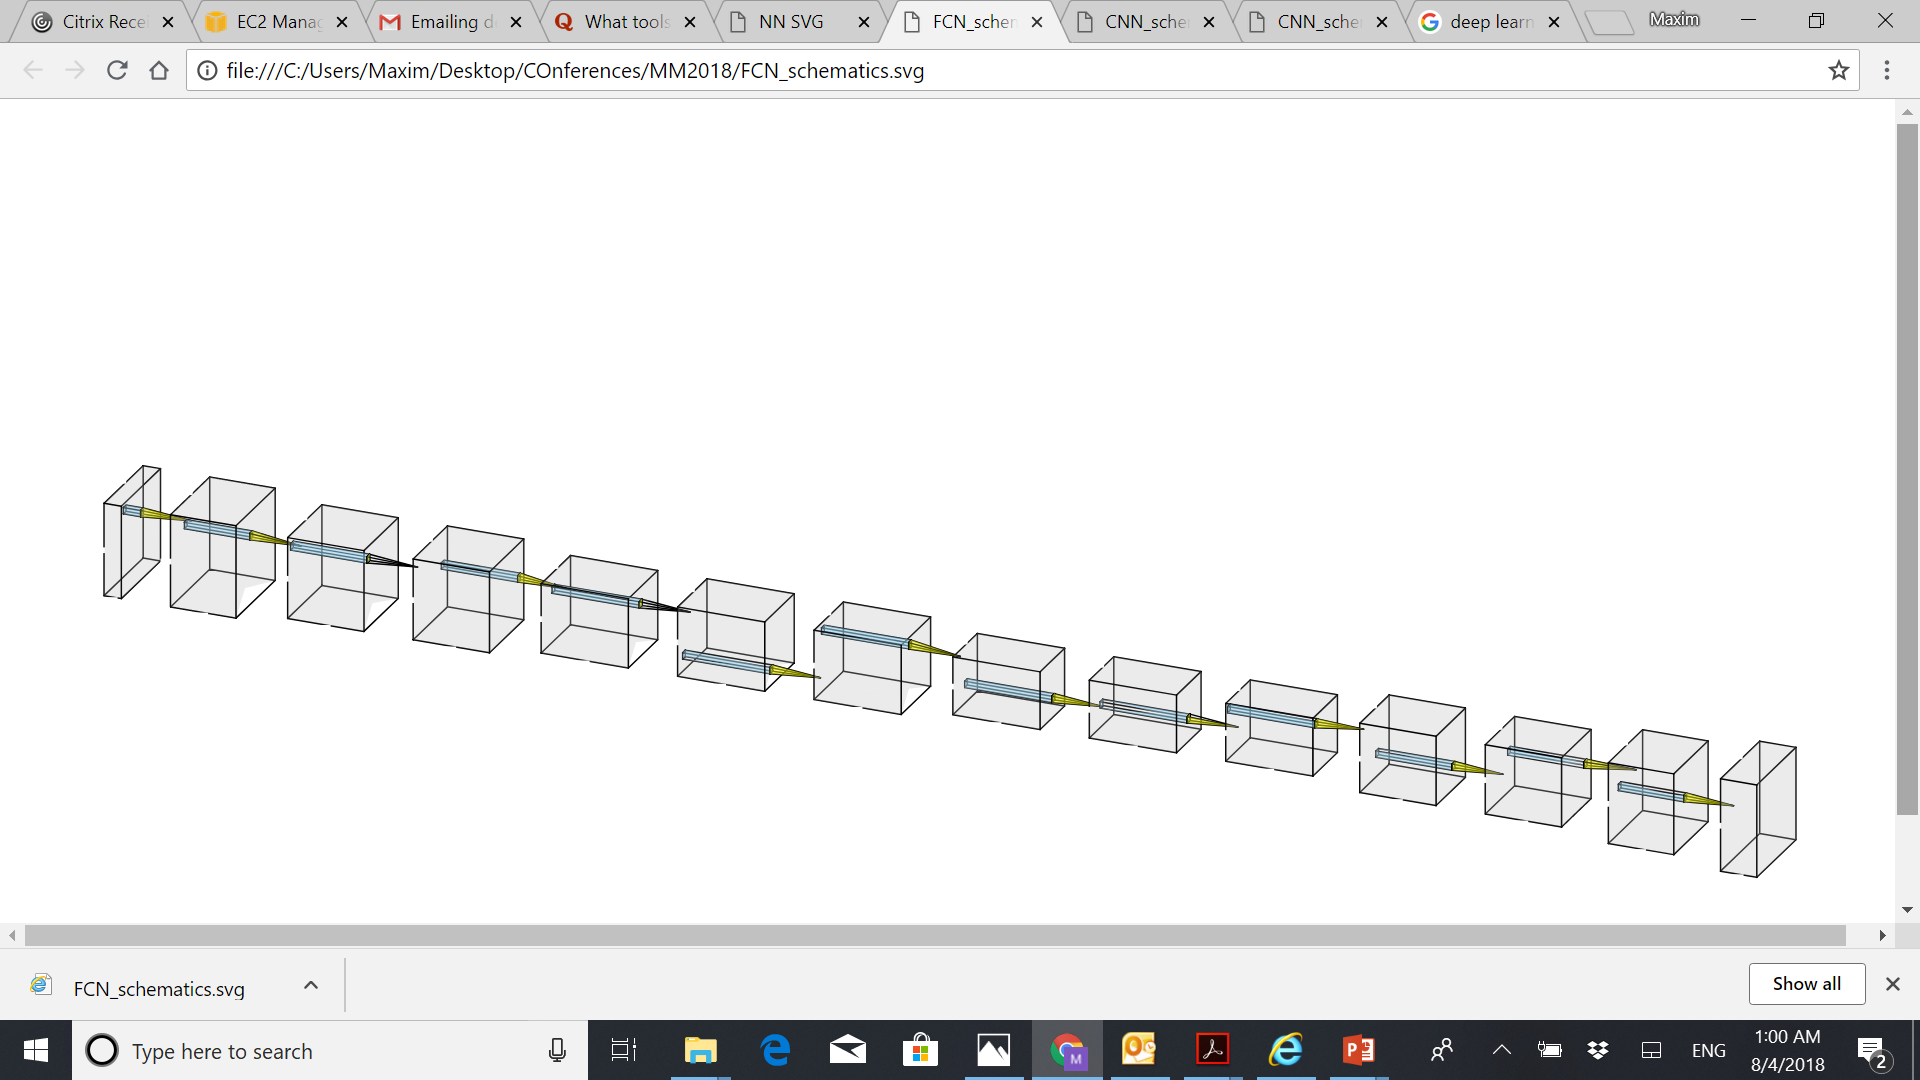 Citrix Rece
EC2 Manag
Emailing d
What tools
NN SVG
FCN_schem
CNN_sche
CNN_sche
deep learn
Maxim
file:///C:/Users/Maxim/Desktop/COnferences/MM2018/FCN_schematics.svg
FCN_schematics.svg
Show all
Type here to search
M
ENG
1:00 AM
8/4/2018
2